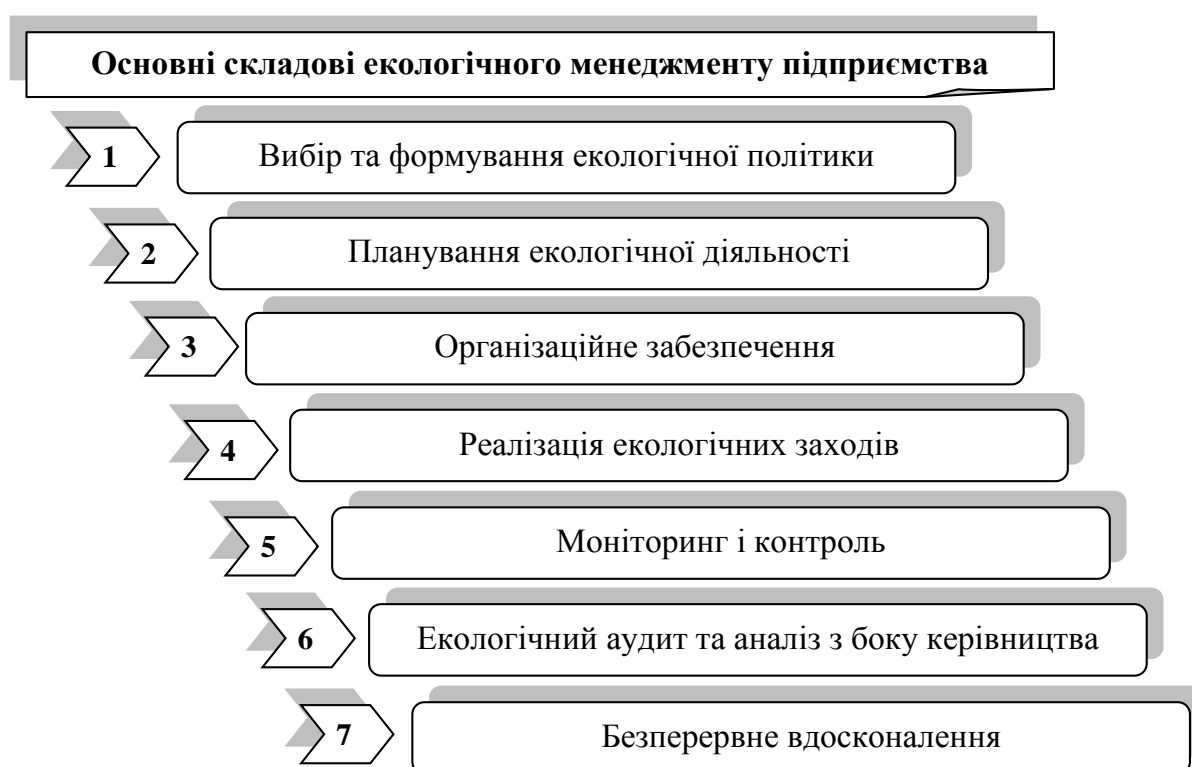 Основні складові екологічного менеджменту підприємства
1 Вибір та формування екологічної політики
2 Планування екологічної діяльності
3 Організаційне забезпечення
4 Реалізація екологічних заходів
5 Моніторинг і контроль
6 Екологічний аудит та аналіз з боку керівництва
7 Безперервне вдосконалення